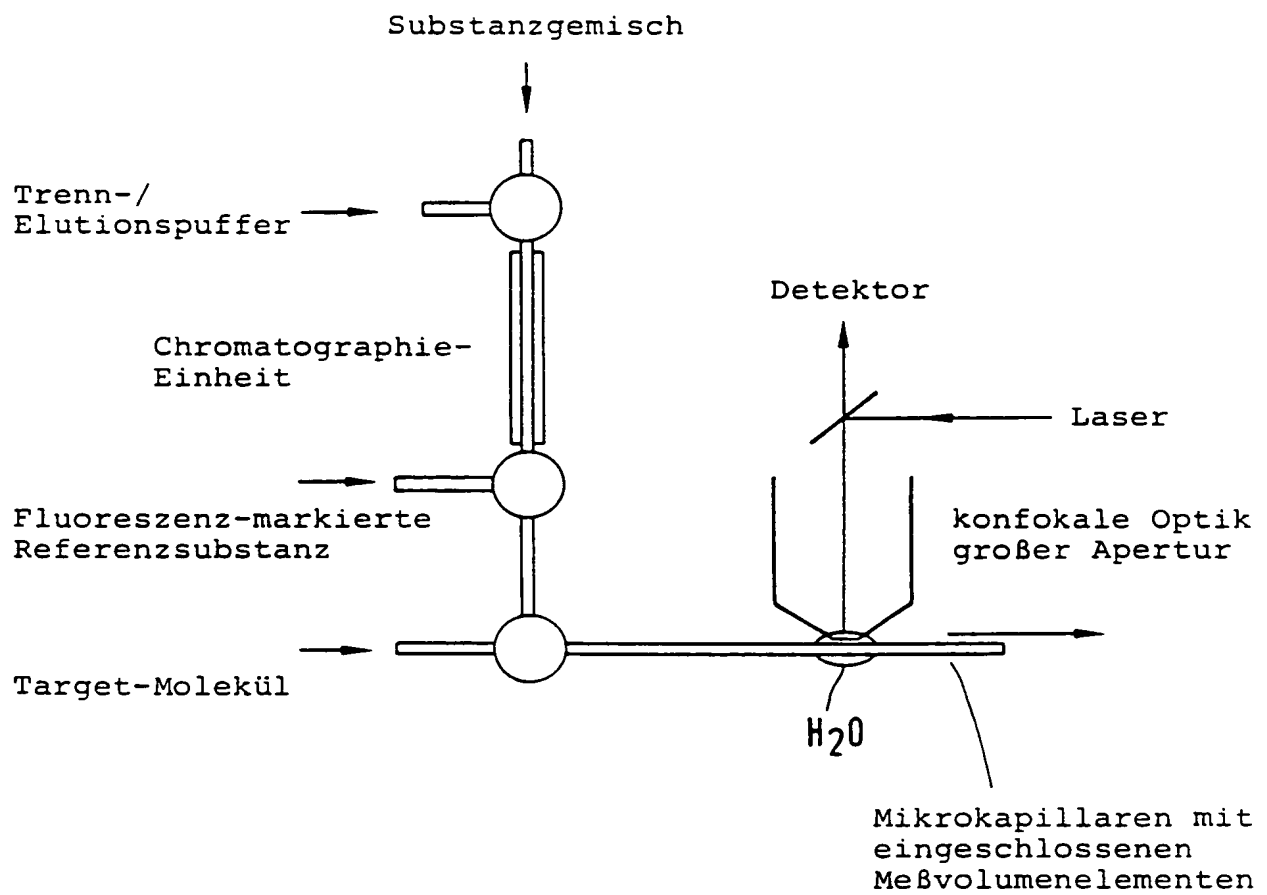 Substanzgemisch
Trenn-/
Elutionspuffer
Detektor
Chromatographie-
Einheit
Laser
Fluoreszenz-markierte
Referenzsubstanz
konfokale Optik
großer Apertur
Target-Molekül
H₂O
Mikrokapillaren mit
eingeschlossenen
Meßvolumenelementen